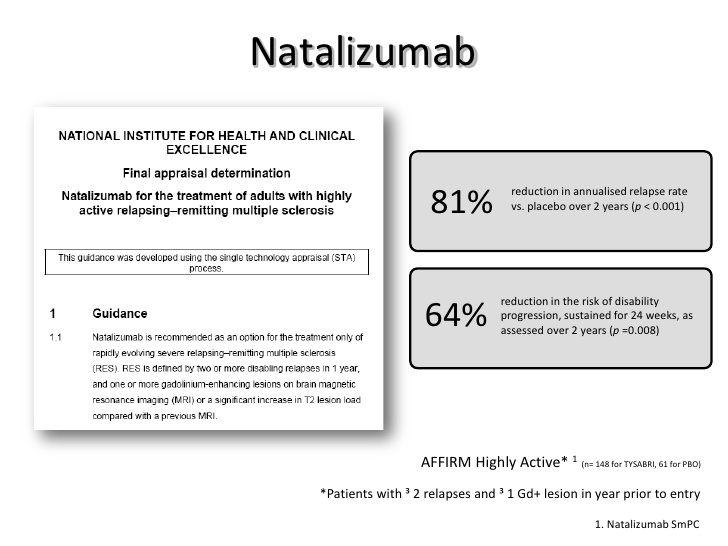 Natalizumab
NATIONAL INSTITUTE FOR HEALTH AND CLINICAL
EXCELLENCE
Final appraisal determination
Natalizumab for the treatment of adults with highly
active relapsing–remitting multiple sclerosis
This guidance was developed using the single technology appraisal (STA)
process.
1 Guidance
1.1 Natalizumab is recommended as an option for the treatment only of
rapidly evolving severe relapsing–remitting multiple sclerosis
(RES). RES is defined by two or more disabling relapses in 1 year,
and one or more gadolinium-enhancing lesions on brain magnetic
resonance imaging (MRI) or a significant increase in T2 lesion load
compared with a previous MRI.
81%
reduction in annualised relapse rate
vs. placebo over 2 years (p < 0.001)
64%
reduction in the risk of disability
progression, sustained for 24 weeks, as
assessed over 2 years (p =0.008)
AFFIRM Highly Active* ¹ (n= 148 for TYSABRI, 61 for PBO)
*Patients with ³ 2 relapses and ³ 1 Gd+ lesion in year prior to entry
1. Natalizumab SmPC